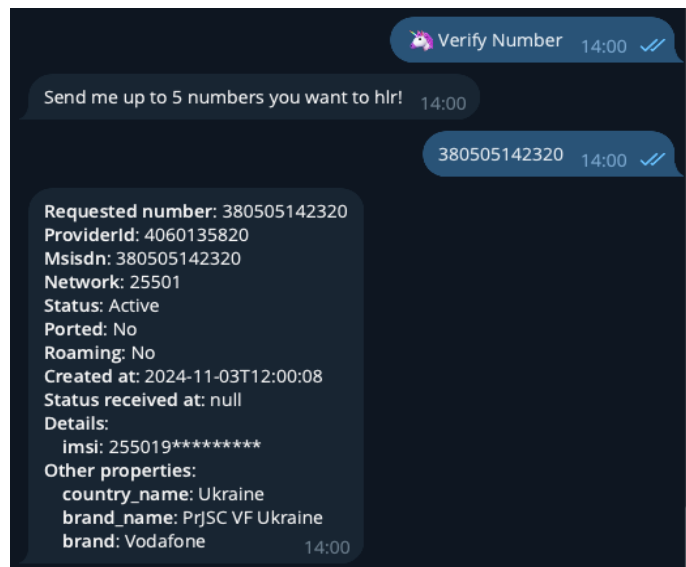 🦄 Verify Number 14:00
Send me up to 5 numbers you want to hlr! 14:00
380505142320 14:00
Requested number: 380505142320
ProviderId: 4060135820
Msisdn: 380505142320
Network: 25501
Status: Active
Ported: No
Roaming: No
Created at: 2024-11-03T12:00:08
Status received at: null
Details:
imsi: 255019*********
Other properties:
country_name: Ukraine
brand_name: PrJSC VF Ukraine
brand: Vodafone 14:00